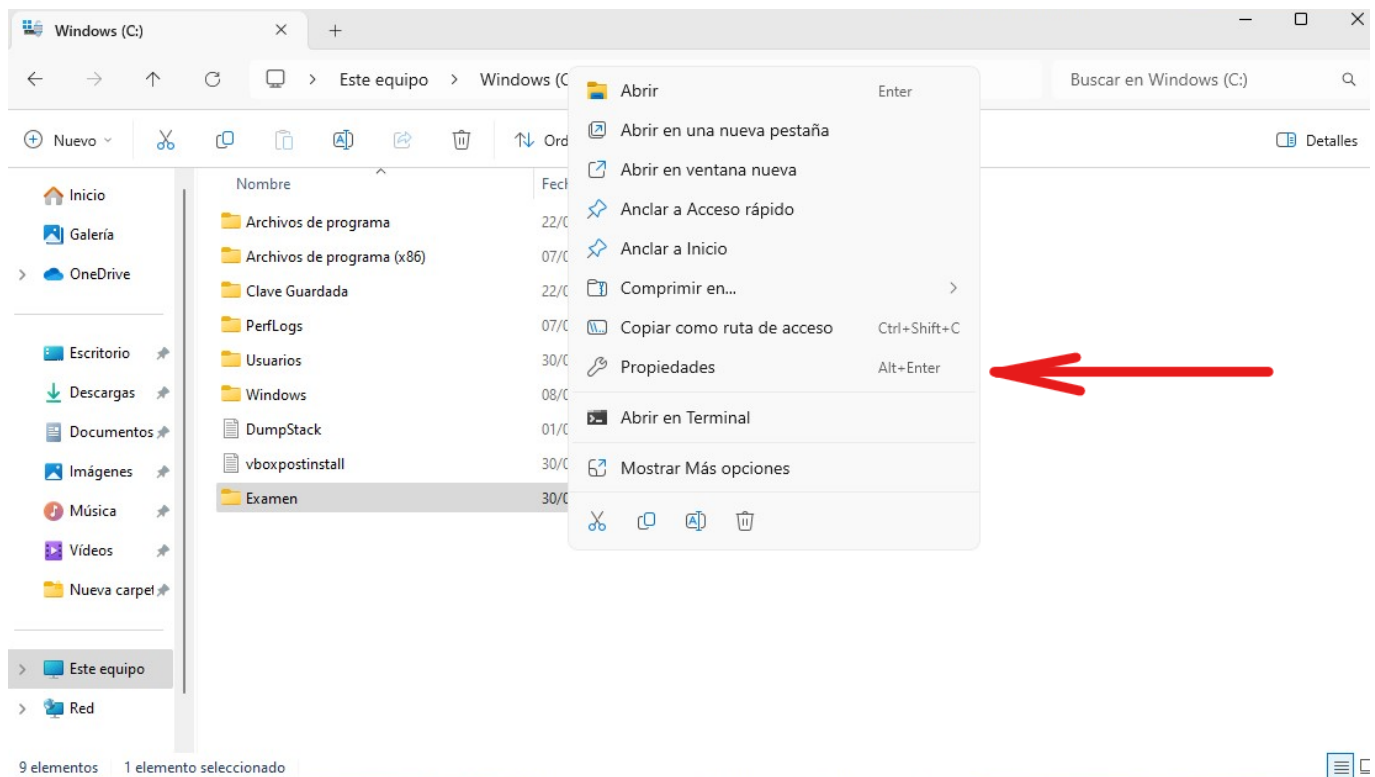 Windows (C:)
Este equipo > Windows (C
Buscar en Windows (C:)
Nuevo
Ord
Detalles
Inicio
Galería
OneDrive
Escritorio
Descargas
Documentos
Imágenes
Música
Vídeos
Nueva carpet
Este equipo
Red
Nombre Fech
Archivos de programa 22/0
Archivos de programa (x86) 07/0
Clave Guardada 22/0
PerfLogs 07/0
Usuarios 30/0
Windows 08/0
DumpStack 01/0
vboxpostinstall 30/0
Examen 30/0
Abrir Enter
Abrir en una nueva pestaña
Abrir en ventana nueva
Anclar a Acceso rápido
Anclar a Inicio
Comprimir en...
Copiar como ruta de acceso Ctrl+Shift+C
Propiedades Alt+Enter
Abrir en Terminal
Mostrar Más opciones
9 elementos 1 elemento seleccionado